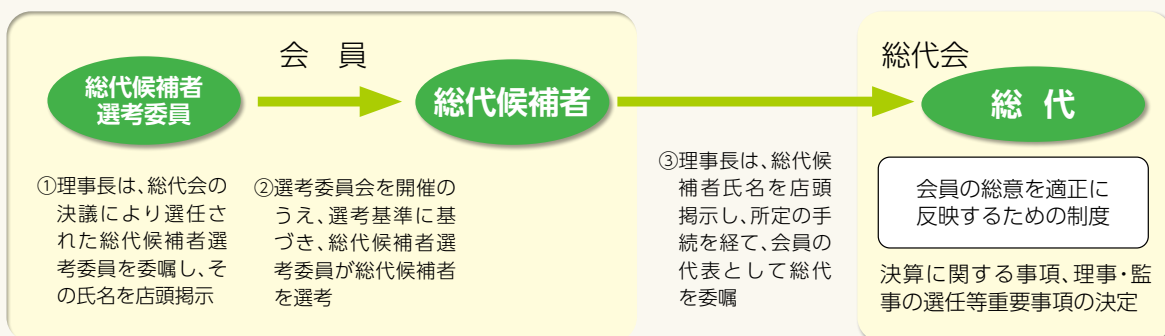 会 員
総代候補者
選考委員
総代候補者
①理事長は、総代会の
決議により選任さ
れた総代候補者選
考委員を委嘱し、そ
の氏名を店頭掲示
②選考委員会を開催の
うえ、選考基準に基
づき、総代候補者選
考委員が総代候補者
を選考
③理事長は、総代候
補者氏名を店頭
掲示し、所定の手
続を経て、会員の
代表として総代
を委嘱
総代会
総 代
会員の総意を適正に
反映するための制度
決算に関する事項、理事・監
事の選任等重要事項の決定